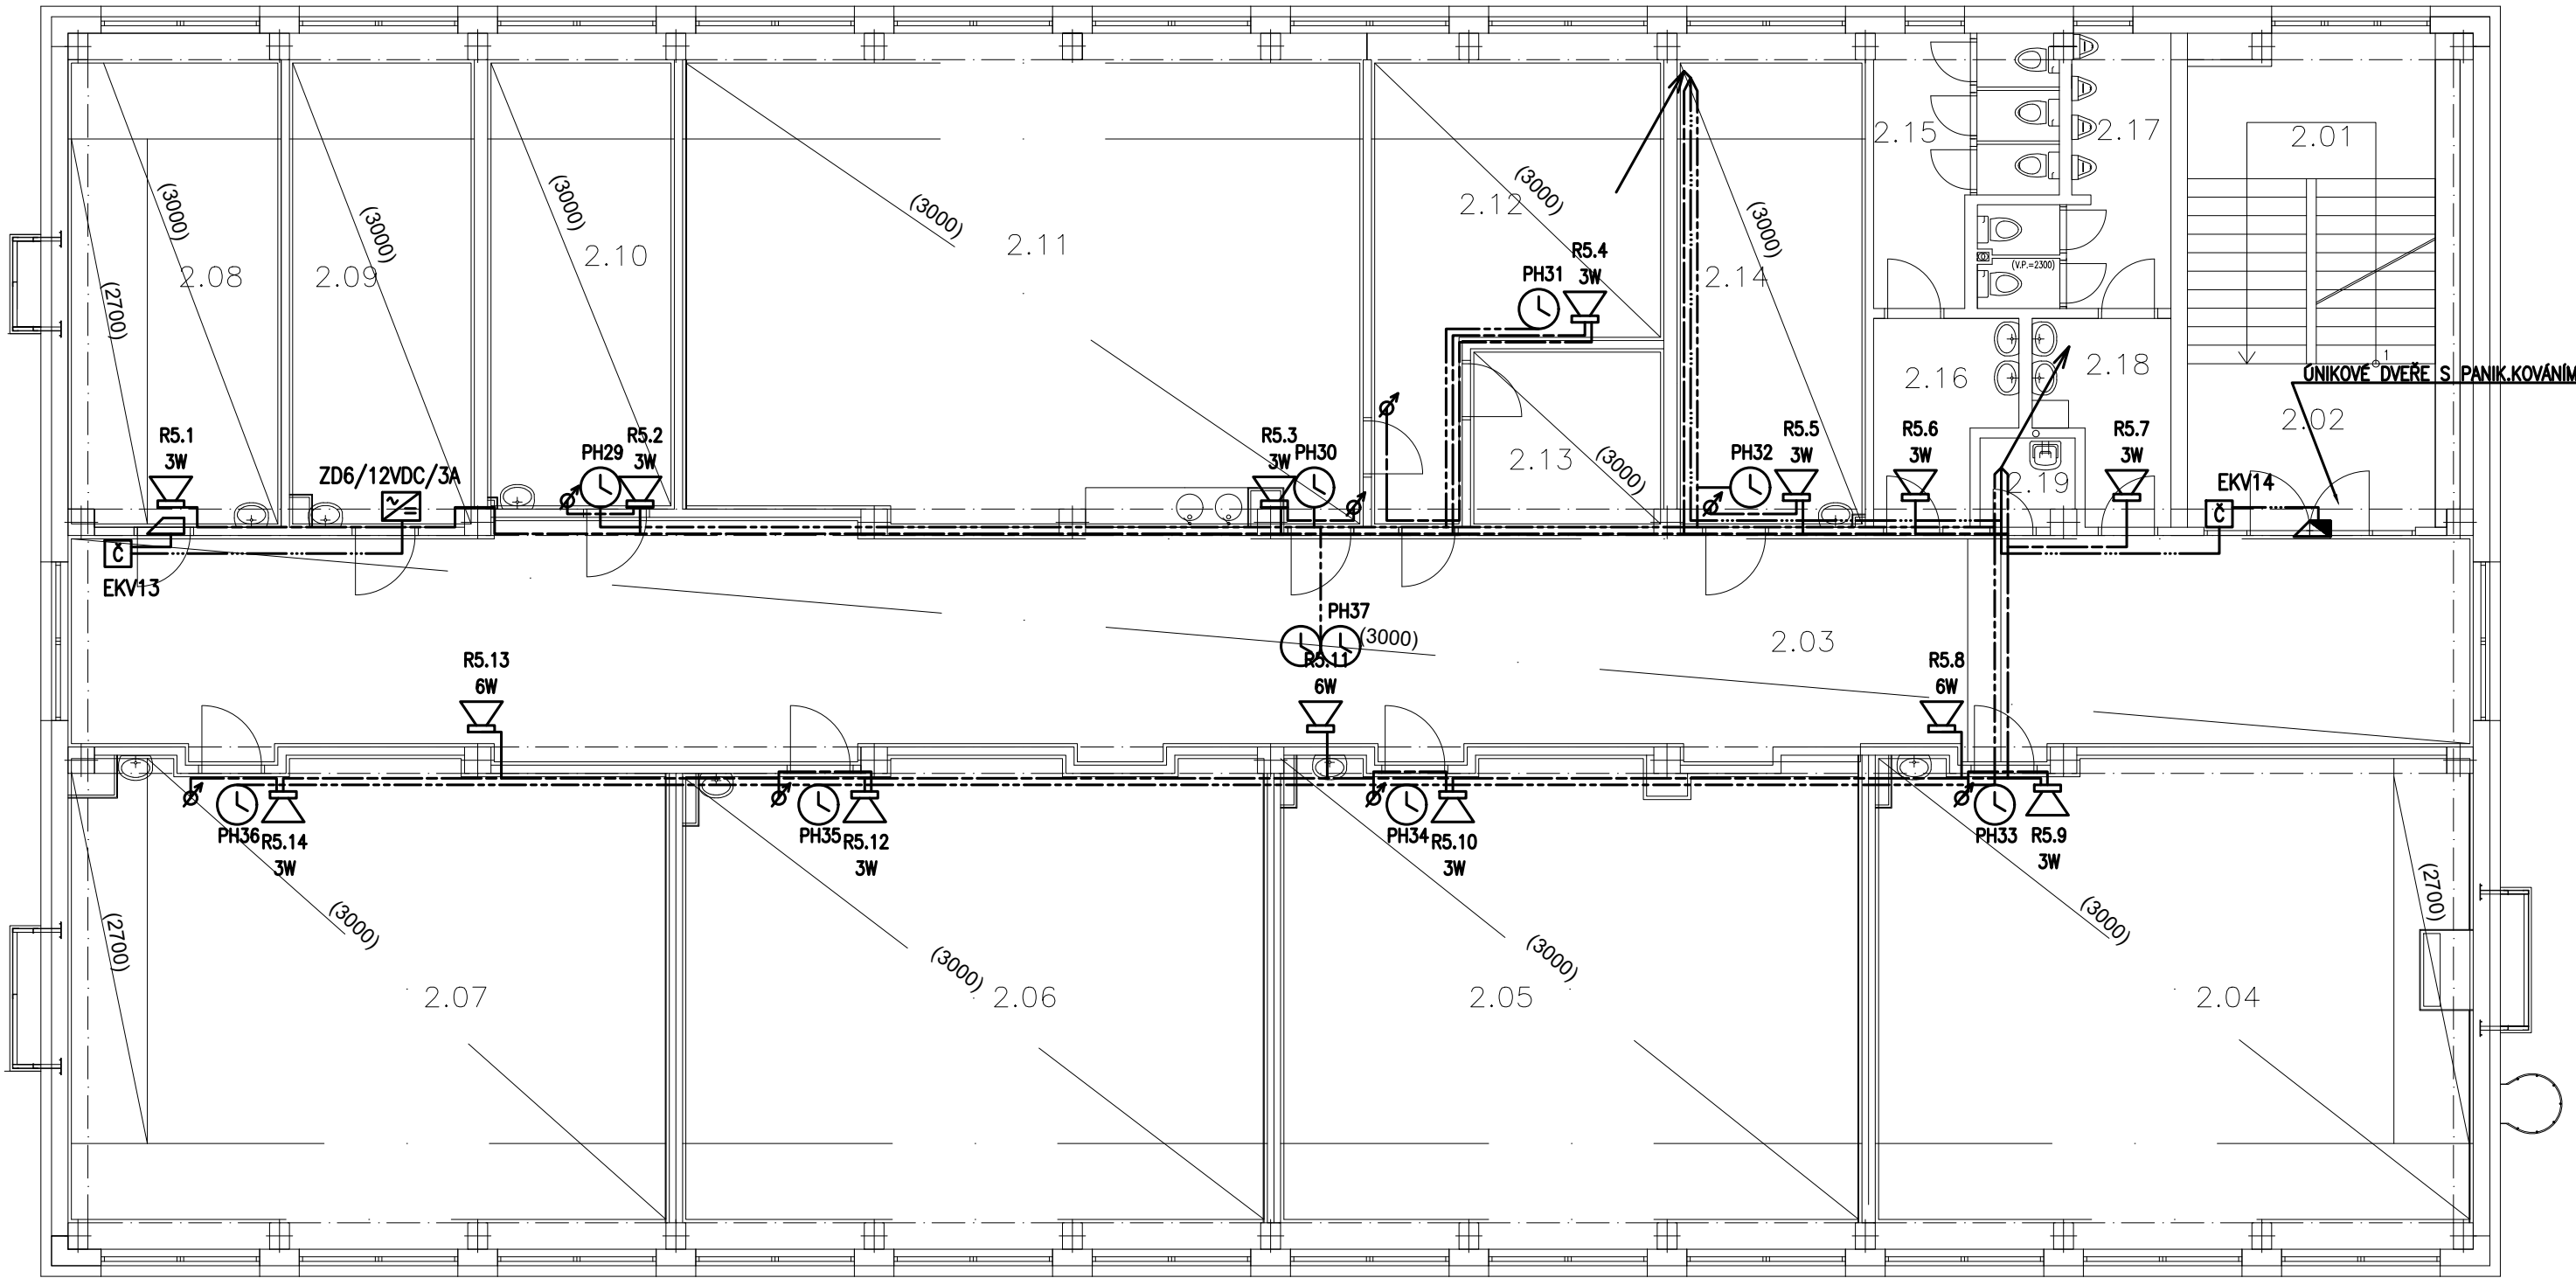 2.15
2.17
2.01
(3000)
(3000)
(3000)
(3000)
(3000)
(3000)
2.12
2.11
2.10
2.08
2.09
2.14
R5.4
3W
PH31
(V.P.=2300)
(2700)
1
2.16
2.18
ÚNIKOVÉ DVEŘE S PANIK.KOVÁNÍM
2.02
R5.1
3W
ZD6/12VDC/3A
PH29
R5.2
3W
R5.3
3W
PH30
2.13
(3000)
PH32
R5.5
3W
R5.6
3W
2.19
R5.7
3W
EKV14
Č
Č
EKV13
PH37
(3000)
2.03
R5.13
6W
R5.11
6W
R5.8
6W
PH36
R5.14
3W
PH35
R5.12
3W
PH34
R5.10
3W
PH33
R5.9
3W
(2700)
(3000)
(3000)
(3000)
(3000)
(2700)
2.07
2.06
2.05
2.04